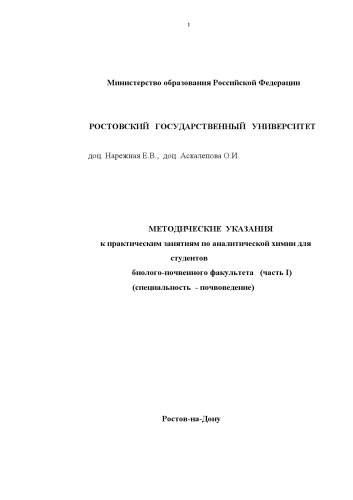 1
Министерство образования Российской Федерации
РОСТОВСКИЙ ГОСУДАРСТВЕННЫЙ УНИВЕРСИТЕТ
доц. Нарежная Е.В., доц. Аскалепова О.И.
МЕТОДИЧЕСКИЕ УКАЗАНИЯ
к практическим занятиям по аналитической химии для
студентов
биолого-почвенного факультета (часть I)
(специальность - почвоведение)
Ростов-на-Дону